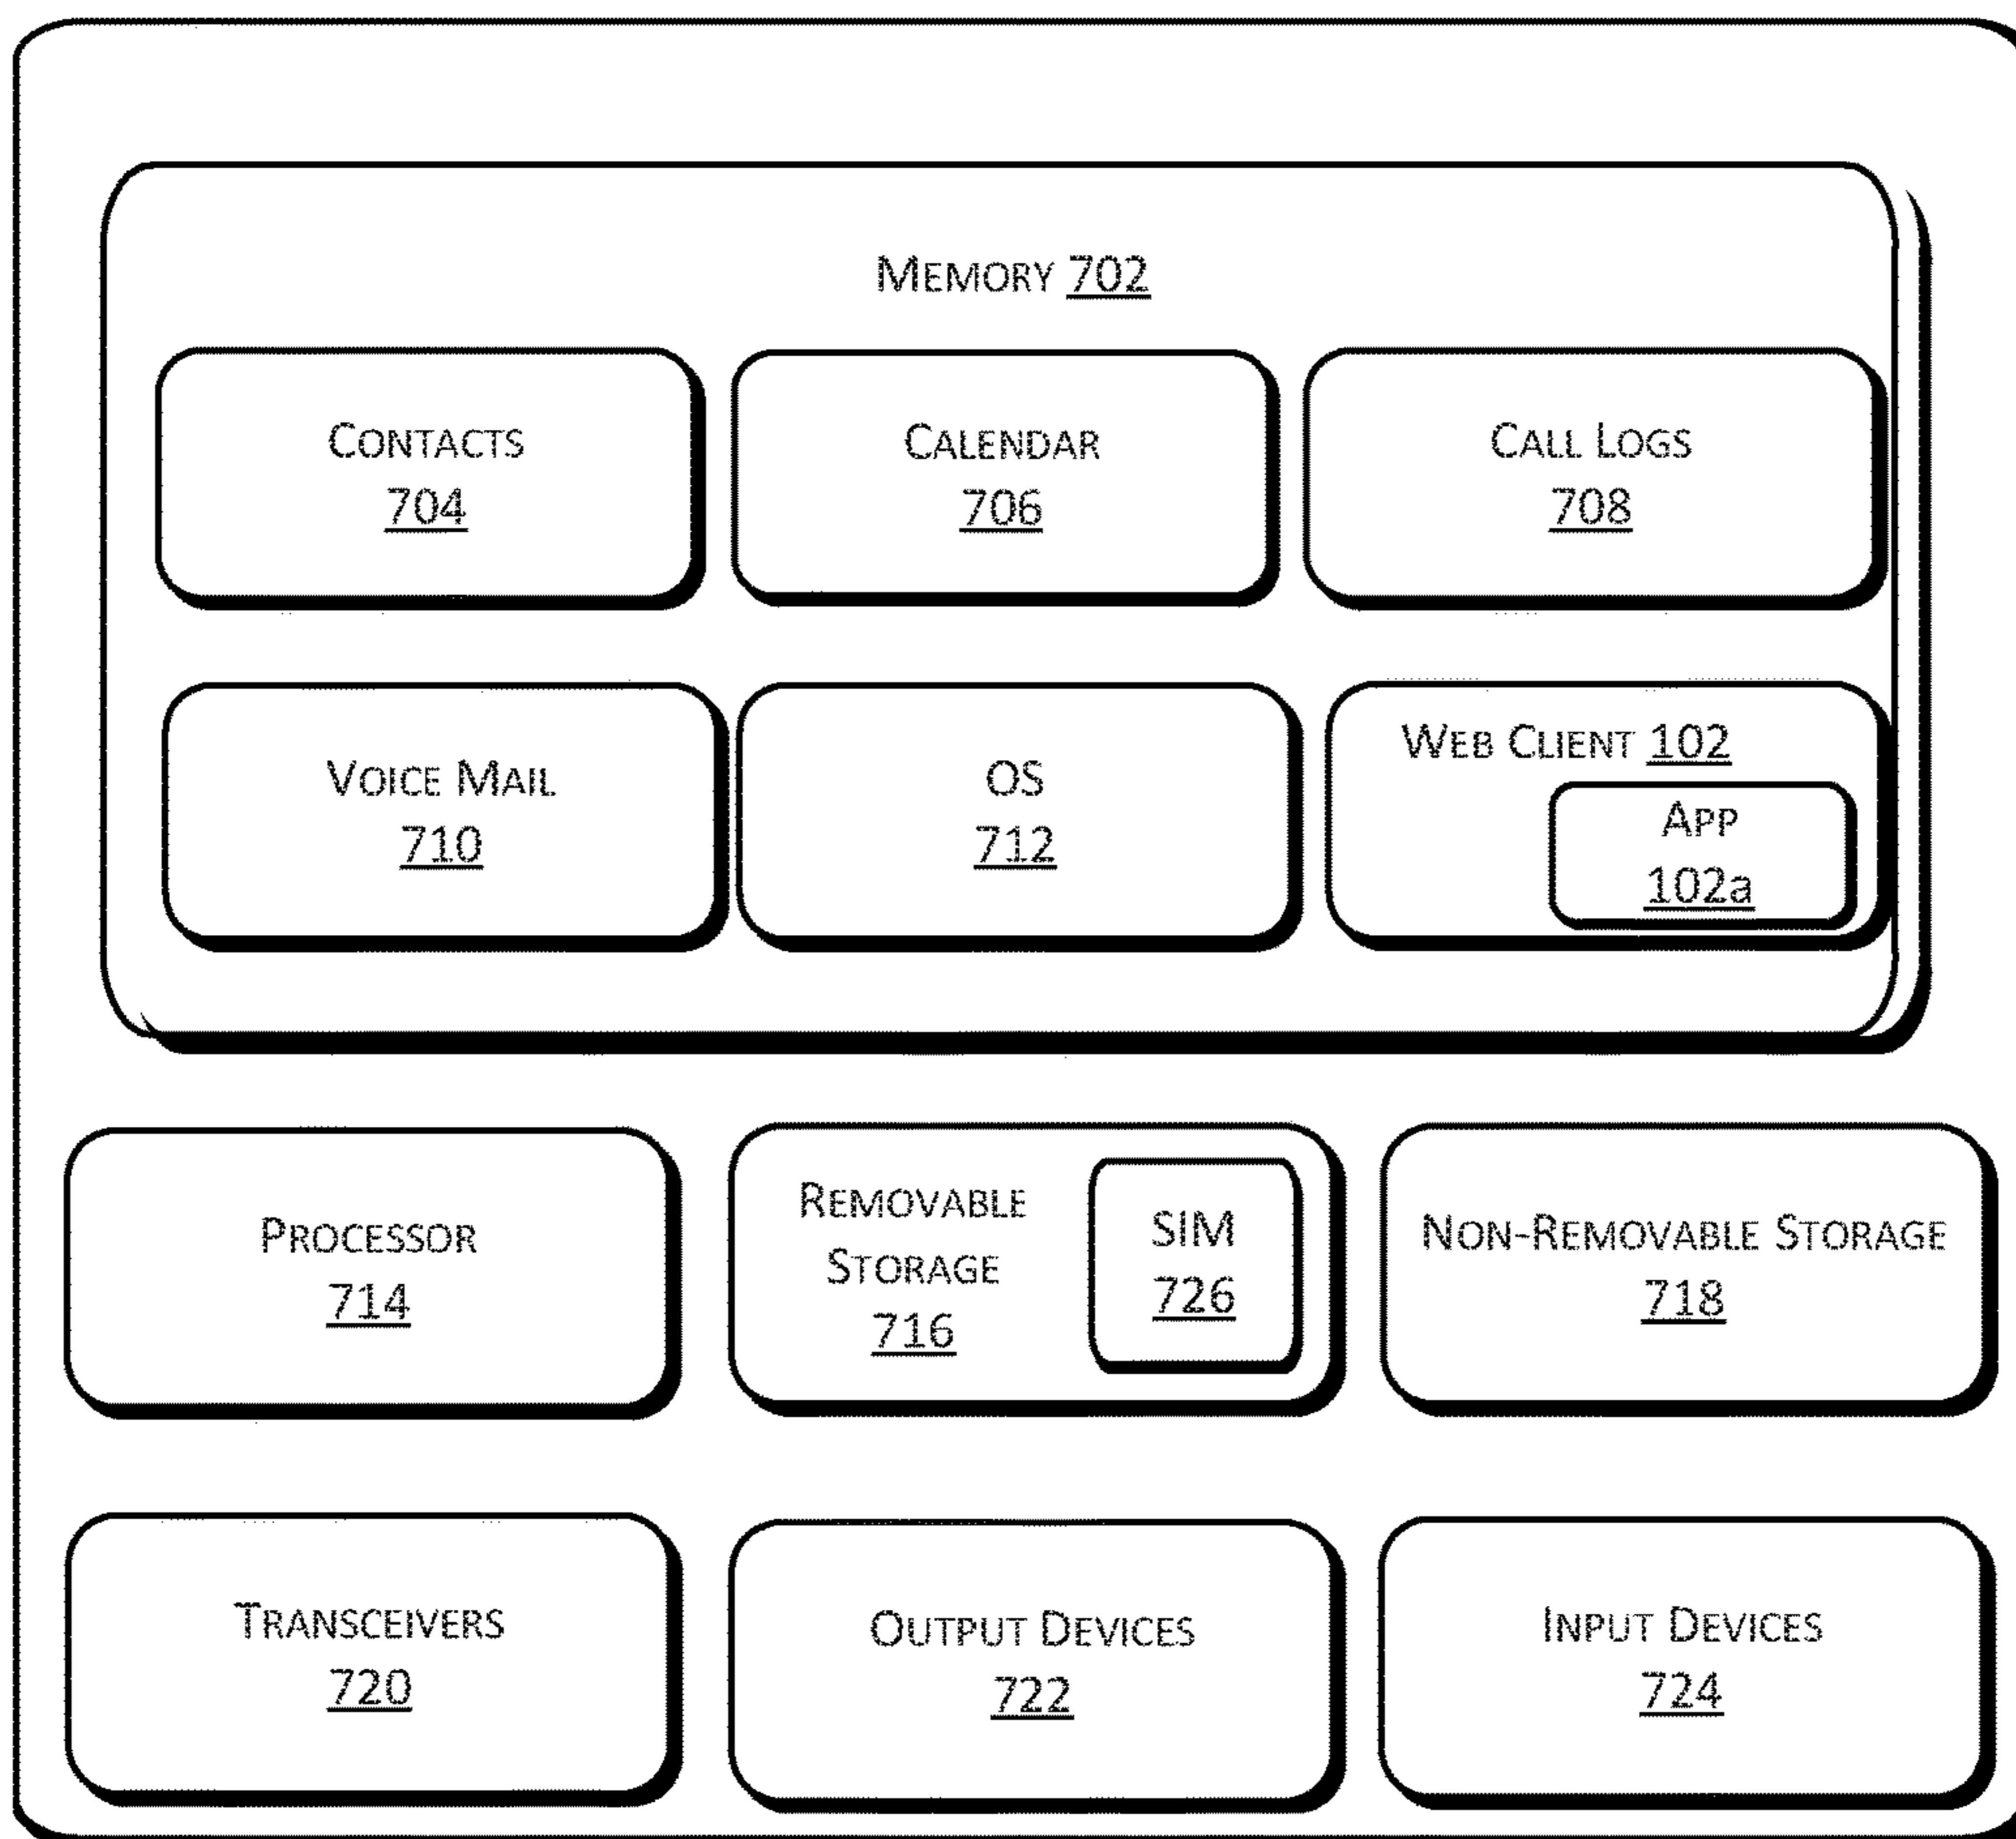 MEMORY 702
CONTACTS
704
CALENDAR
706
CALL LOGS
708
VOICE MAIL
710
OS
712
WEB CLIENT 102
APP
102a
PROCESSOR
714
REMOVABLE
STORAGE
716
SIM
726
NON-REMOVABLE STORAGE
718
TRANSCEIVERS
720
OUTPUT DEVICES
722
INPUT DEVICES
724